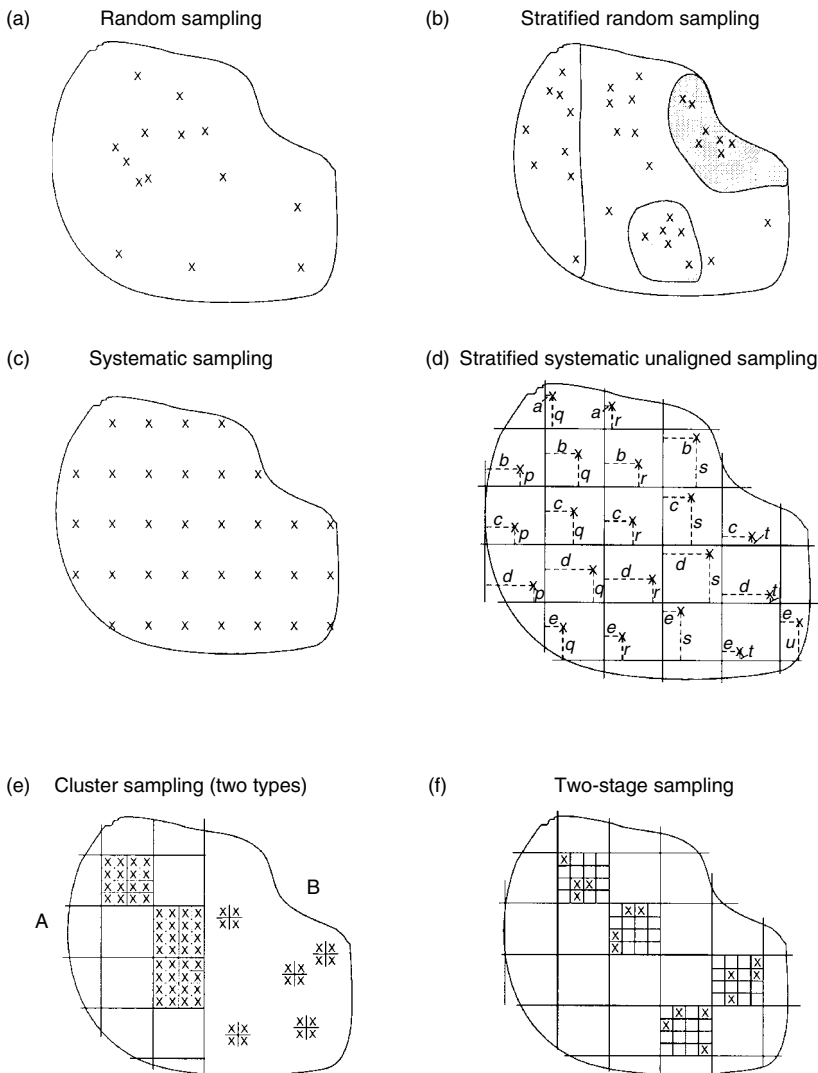 (a) Random sampling
(b) Stratified random sampling
(c) Systematic sampling
(d) Stratified systematic unaligned sampling
a q a r
b p b q b r b s
c p c q c r c s c t
d p d q d r d s d t
e q e r e s e t e u
(e) Cluster sampling (two types)
A
B
(f) Two-stage sampling